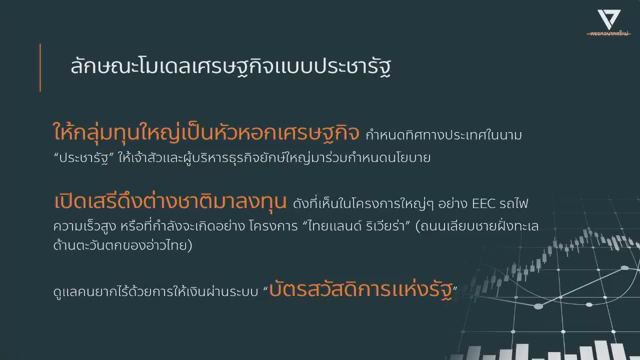 พรรคอนาคตใหม่
ลักษณะโมเดลเศรษฐกิจแบบประชารัฐ
ให้กลุ่มทุนใหญ่เป็นหัวหอกเศรษฐกิจ กำหนดทิศทางประเทศในนาม
“ประชารัฐ” ให้เจ้าสัวและผู้บริหารธุรกิจยักษ์ใหญ่มาร่วมกำหนดนโยบาย
เปิดเสรีดึงต่างชาติมาลงทุน ดังที่เห็นในโครงการใหญ่ๆ อย่าง EEC รถไฟ
ความเร็วสูง หรือที่กำลังจะเกิดอย่าง โครงการ “ไทยแลนด์ ริเวียร่า” (ถนนเลียบชายฝั่งทะเล
ด้านตะวันตกของอ่าวไทย)
ดูแลคนยากไร้ด้วยการให้เงินผ่านระบบ “บัตรสวัสดิการแห่งรัฐ”